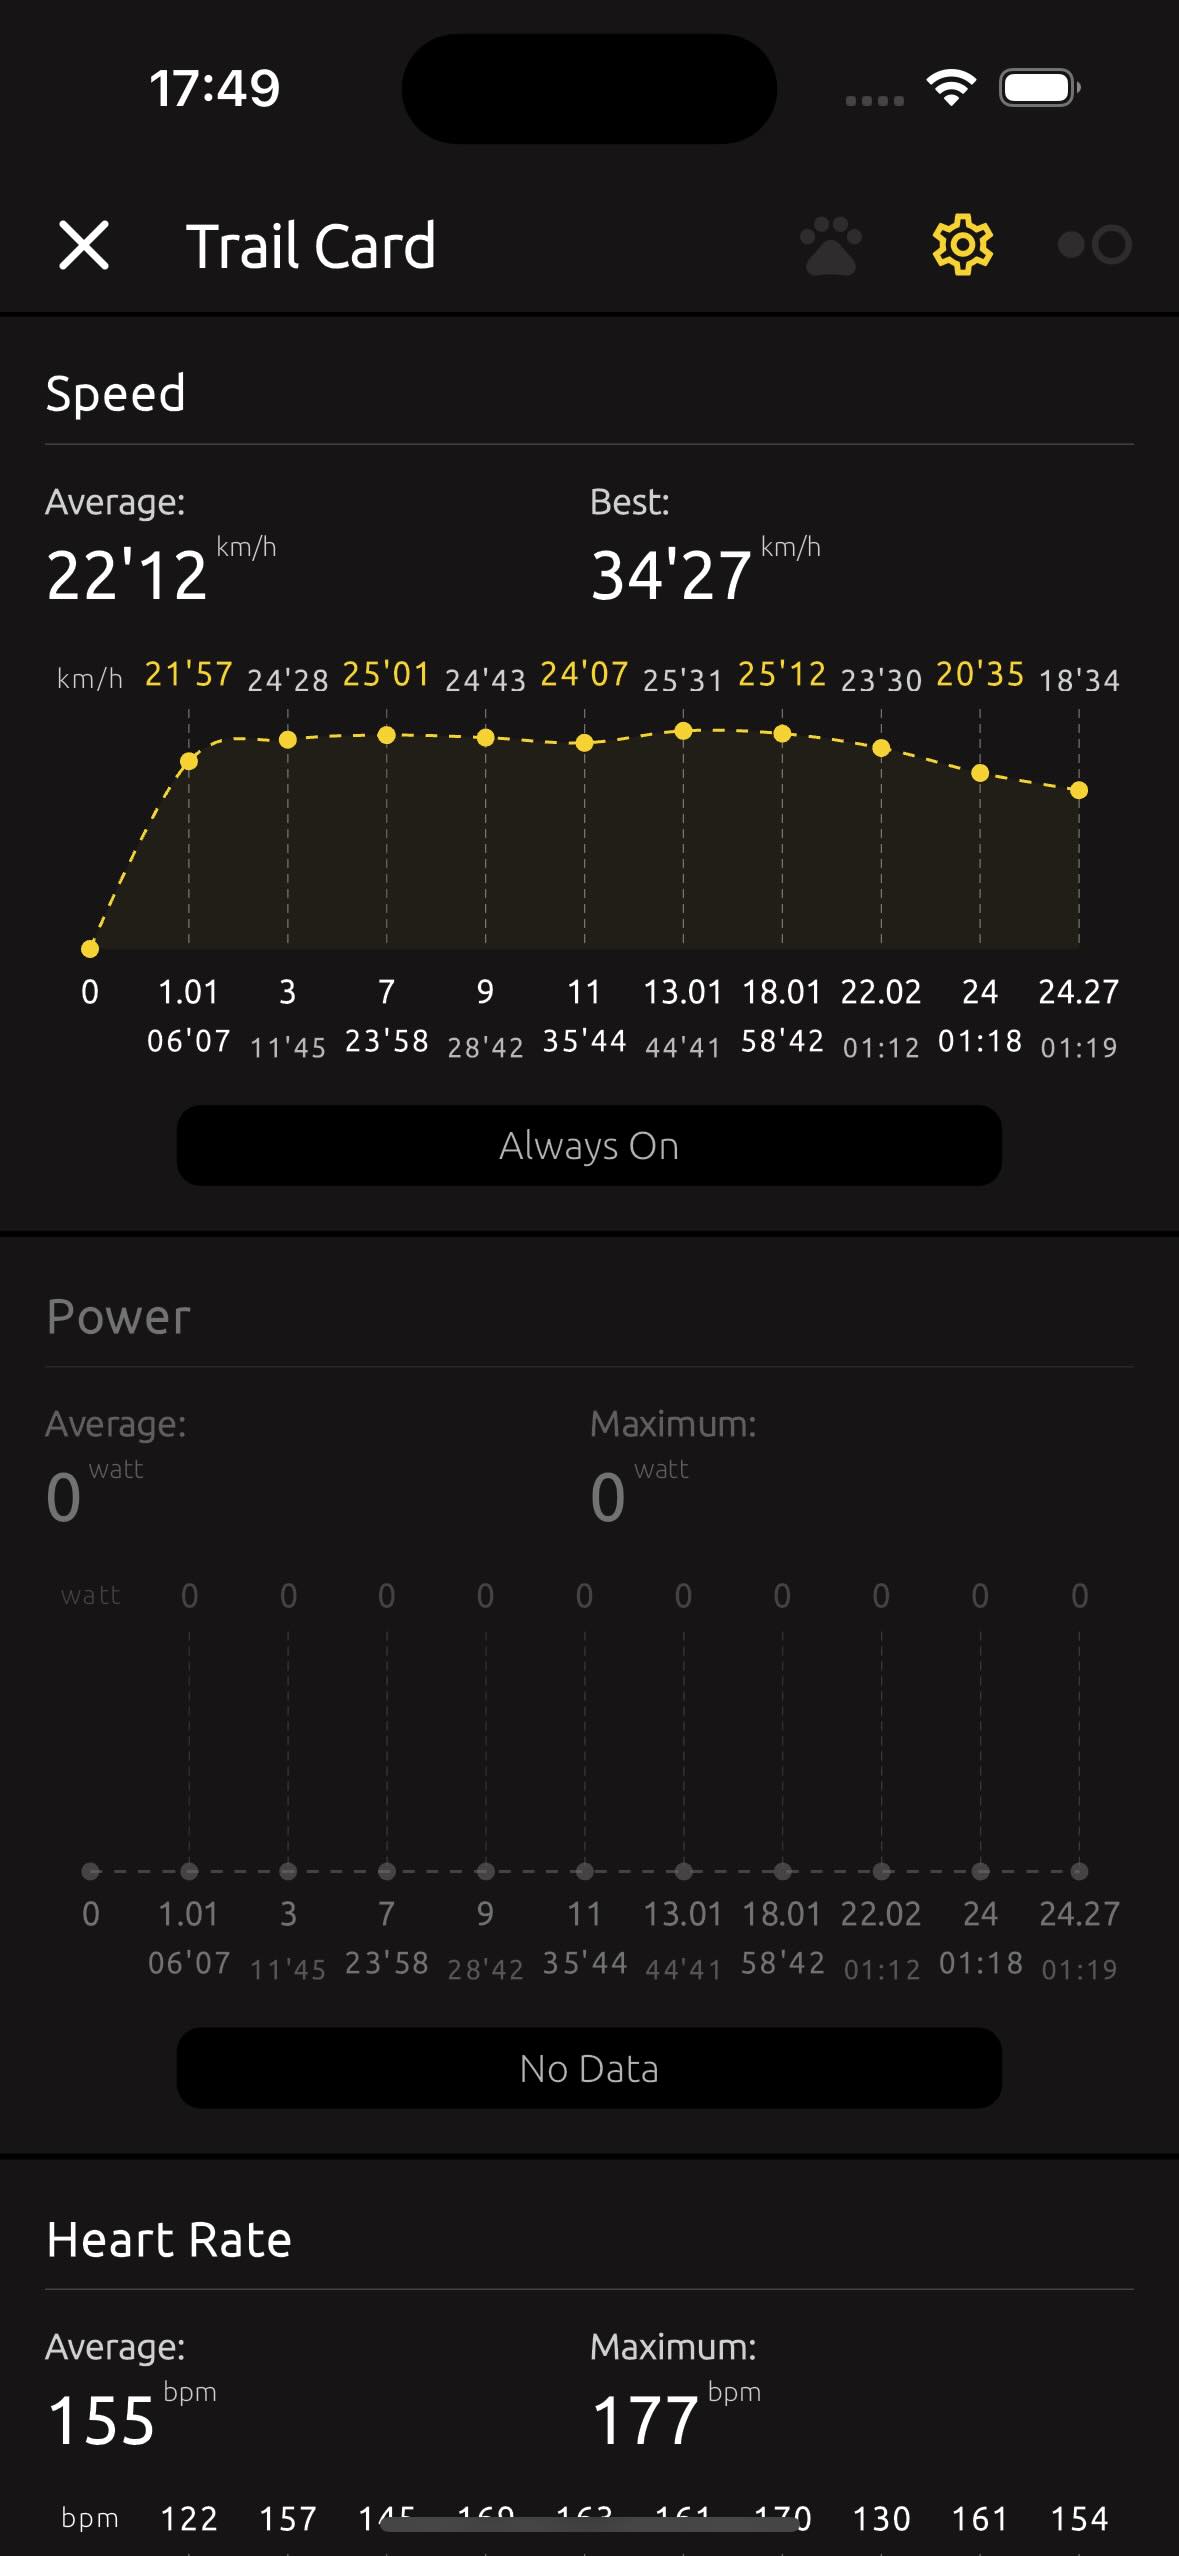 17:49
Trail Card
Speed
Average:
Best:
22'12 km/h
34'27 km/h
km/h 21'57 24'28 25'01 24'43 24'07 25'31 25'12 23'30 20'35 18'34
0 1.01 3 7 9 11 13.01 18.01 22.02 24 24.27
06'07 11'45 23'58 28'42 35'44 44'41 58'42 01:12 01:18 01:19
Always On
Power
Average:
Maximum:
0 watt
0 watt
watt 0 0 0 0 0 0 0 0 0 0
0 1.01 3 7 9 11 13.01 18.01 22.02 24 24.27
06'07 11'45 23'58 28'42 35'44 44'41 58'42 01:12 01:18 01:19
No Data
Heart Rate
Average:
Maximum:
155 bpm
177 bpm
bpm 122 157 145 169 163 161 170 130 161 154